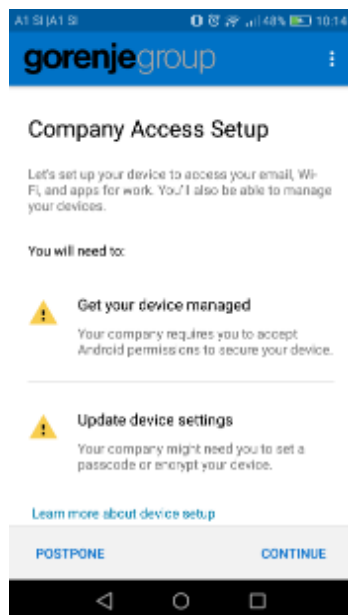 A1 SI|A1 SI 48% 10:14
gorenjegroup
Company Access Setup
Let's set up your device to access your email, Wi-
Fi, and apps for work. You'll also be able to manage
your devices.
You will need to:
Get your device managed
Your company requires you to accept
Android permissions to secure your device.
Update device settings
Your company might need you to set a
passcode or encrypt your device.
Learn more about device setup
POSTPONE CONTINUE